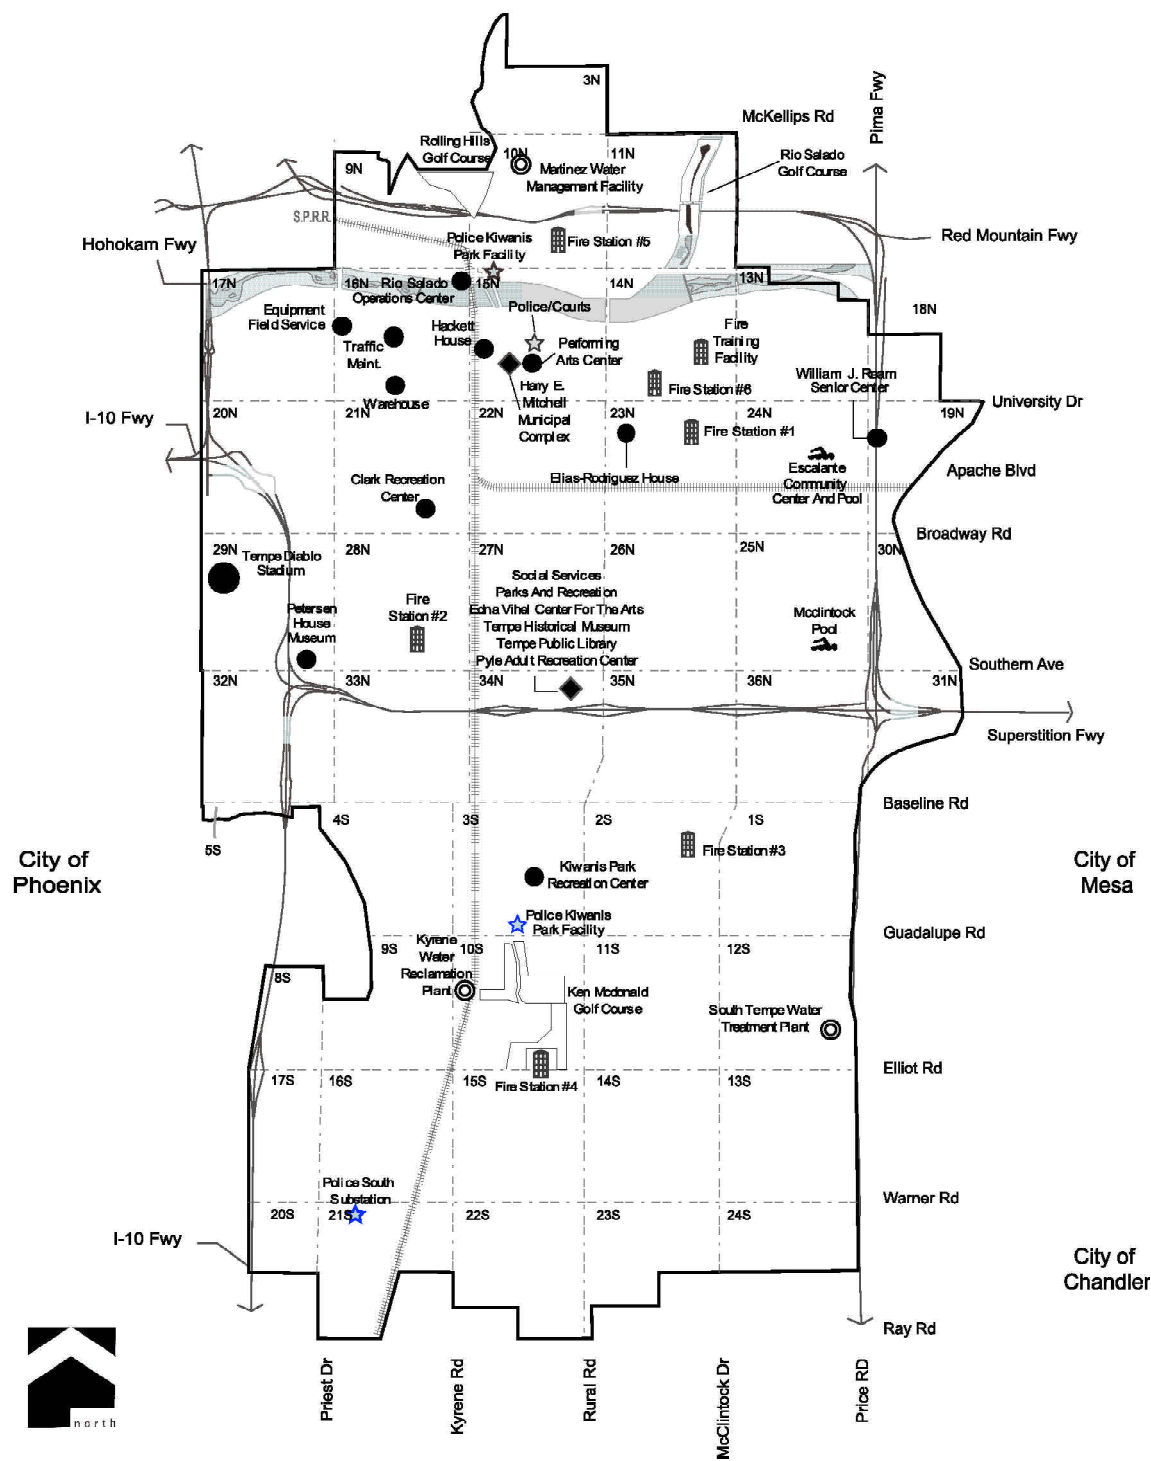 3N
McKellips Rd
Pima Fwy
Rolling Hills
Golf Course
10N
11N
9N
Martinez Water
Management Facility
Rio Salado
Golf Course
S.P.R.R.
Police Kiwanis
Park Facility
Fire Station #5
Hohokam Fwy
Red Mountain Fwy
17N
16N
Rio Salado
Operations Center
15N
14N
13N
18N
Equipment
Field Service
Police/Courts
Hackett
House
Traffic
Maint.
Performing
Arts Center
Fire
Training
Facility
William J. Ream
Senior Center
Warehouse
Harry E.
Mitchell
Municipal
Complex
Fire Station #6
University Dr
20N
21N
22N
23N
24N
19N
I-10 Fwy
Fire Station #1
Elias-Rodriguez House
Escalante
Community
Center And Pool
Apache Blvd
Clark Recreation
Center
Broadway Rd
29N
28N
27N
26N
25N
30N
Tempe Diablo
Stadium
Social Services
Parks And Recreation
Edna Vihel Center For The Arts
Tempe Historical Museum
Tempe Public Library
Pyle Adult Recreation Center
Petersen
House
Museum
Fire
Station #2
Mcclintock
Pool
Southern Ave
32N
33N
34N
35N
36N
31N
Superstition Fwy
Baseline Rd
5S
4S
3S
2S
1S
City of
Phoenix
Fire Station #3
City of
Mesa
Kiwanis Park
Recreation Center
Police Kiwanis
Park Facility
Guadalupe Rd
9S
10S
11S
12S
Kyrene
Water
Reclamation
Plant
8S
Ken Mcdonald
Golf Course
South Tempe Water
Treatment Plant
Elliot Rd
17S
16S
15S
14S
13S
Fire Station #4
Police South
Substation
Warner Rd
20S
21S
22S
23S
24S
I-10 Fwy
City of
Chandler
Ray Rd
north
Priest Dr
Kyrene Rd
Rural Rd
McClintock Dr
Price RD